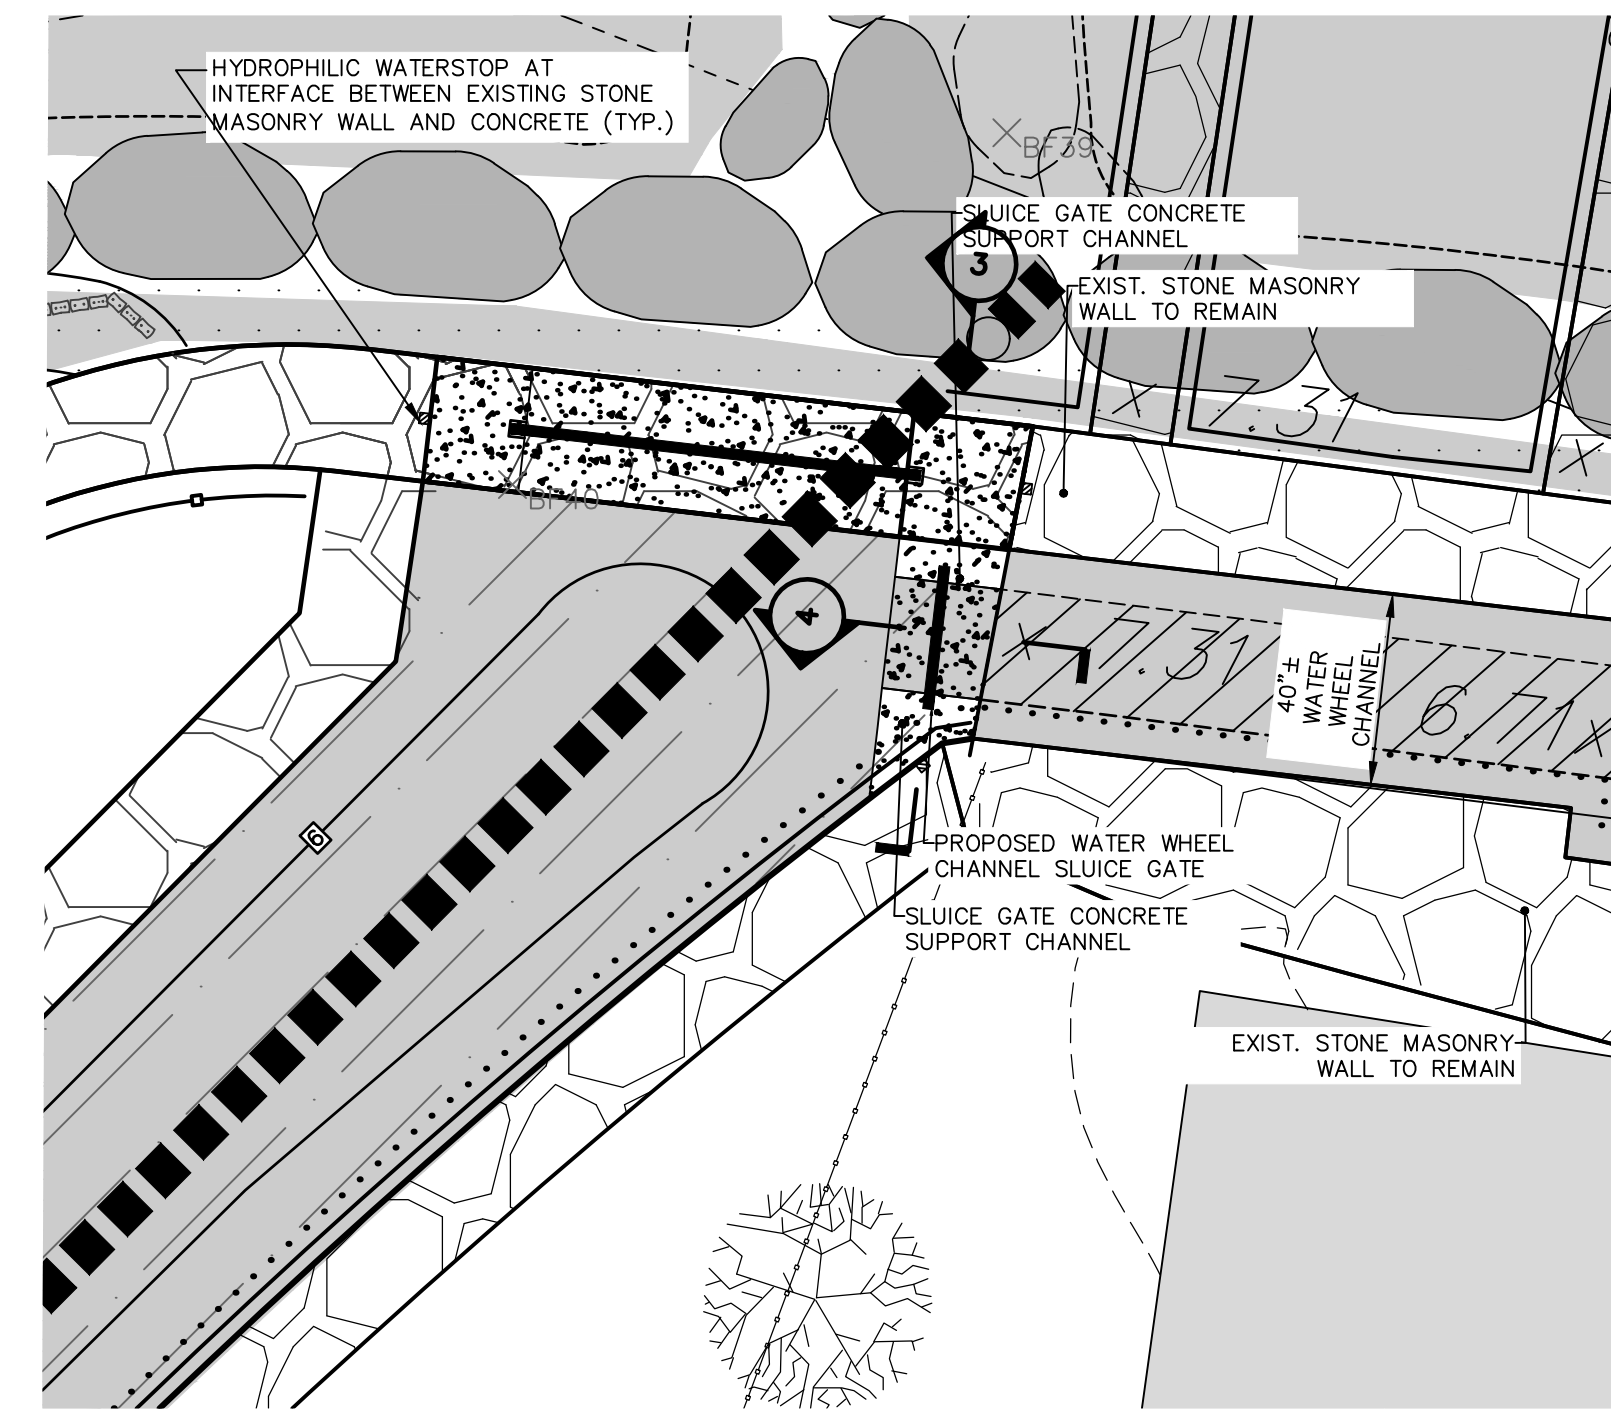 HYDROPHILIC WATERSTOP AT
INTERFACE BETWEEN EXISTING STONE
MASONRY WALL AND CONCRETE (TYP.)
BF39
SLUICE GATE CONCRETE
SUPPORT CHANNEL
3
EXIST. STONE MASONRY
WALL TO REMAIN
7.31
BF40
4
7.31
40"±
WATER
WHEEL
CHANNEL
6.71
6
PROPOSED WATER WHEEL
CHANNEL SLUICE GATE
SLUICE GATE CONCRETE
SUPPORT CHANNEL
EXIST. STONE MASONRY
WALL TO REMAIN